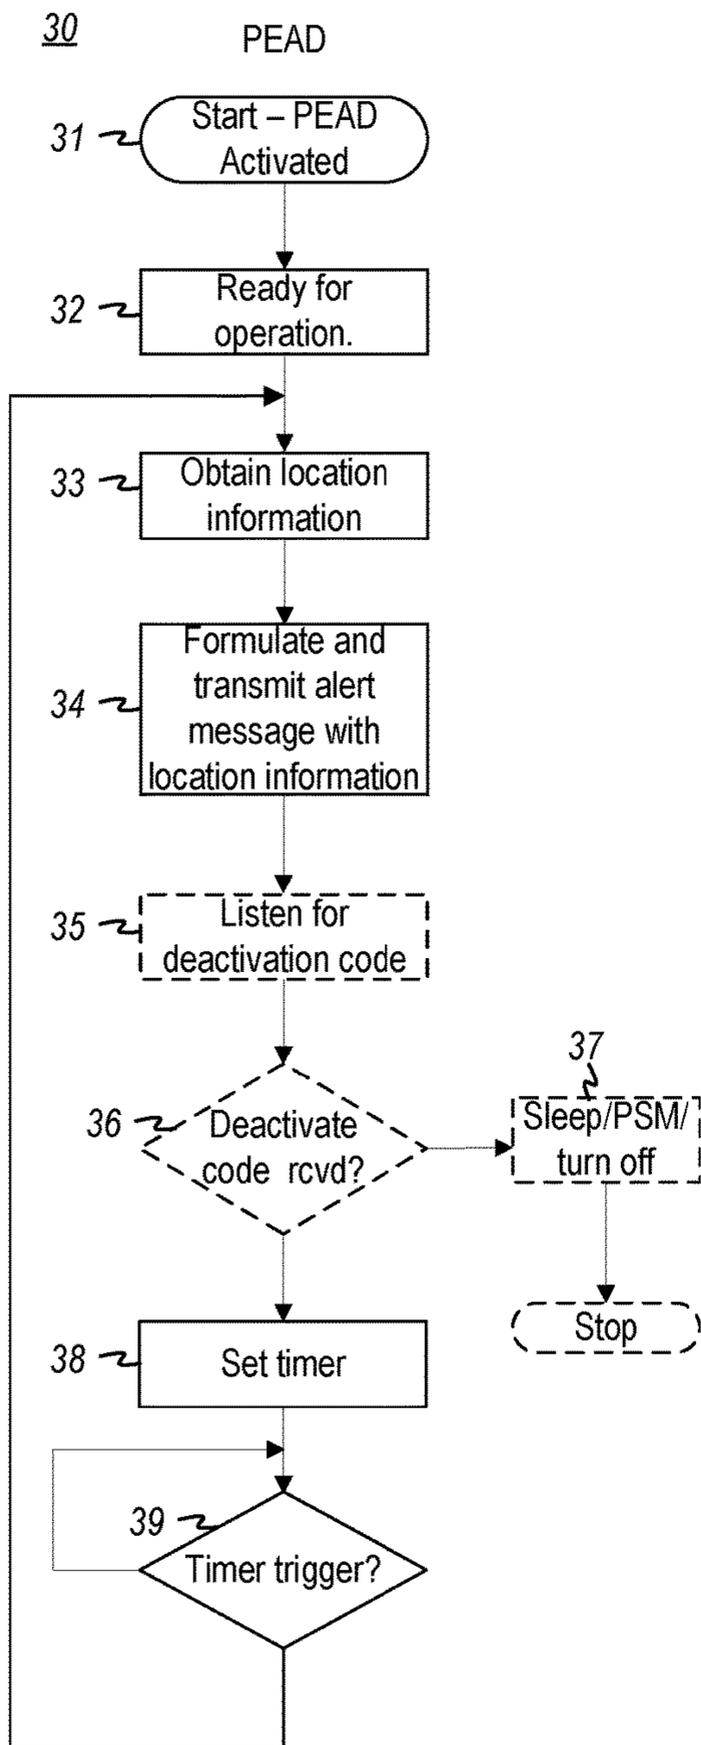 30
PEAD
31
Start – PEAD
Activated
32
Ready for
operation.
33
Obtain location
information
34
Formulate and
transmit alert
message with
location information
35
Listen for
deactivation code
36
Deactivate
code rcvd?
37
Sleep/PSM/
turn off
Stop
38
Set timer
39
Timer trigger?